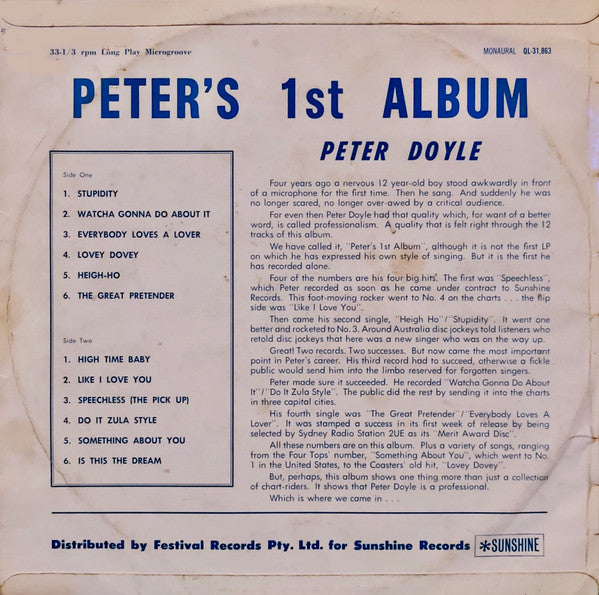 33-1/3 rpm Long Play Microgroove
MONAURAL QL-31,863
PETER'S 1st ALBUM
PETER DOYLE
Side One
1. STUPIDITY
2. WATCHA GONNA DO ABOUT IT
3. EVERYBODY LOVES A LOVER
4. LOVEY DOVEY
5. HEIGH-HO
6. THE GREAT PRETENDER
Side Two
1. HIGH TIME BABY
2. LIKE I LOVE YOU
3. SPEECHLESS (THE PICK UP)
4. DO IT ZULA STYLE
5. SOMETHING ABOUT YOU
6. IS THIS THE DREAM
Four years ago a nervous 12 year-old boy stood awkwardly in front
of a microphone for the first time. Then he sang. And suddenly he was
no longer scared, no longer over-awed by a critical audience.
For even then Peter Doyle had that quality which, for want of a better
word, is called professionalism. A quality that is felt right through the 12
tracks of this album.
We have called it, "Peter's 1st Album", although it is not the first LP
on which he has expressed his own style of singing. But it is the first he
has recorded alone.
Four of the numbers are his four big hits. The first was "Speechless",
which Peter recorded as soon as he came under contract to Sunshine
Records. This foot-moving rocker went to No. 4 on the charts . . . the flip
side was "Like I Love You".
Then came his second single, "Heigh Ho"/"Stupidity". It went one
better and rocketed to No. 3. Around Australia disc jockeys told listeners who
retold disc jockeys that here was a new singer who was on the way up.
Great! Two records. Two successes. But now came the most important
point in Peter's career. His third record had to succeed, otherwise a fickle
public would send him into the limbo reserved for forgotten singers.
Peter made sure it succeeded. He recorded "Watcha Gonna Do About
It"/"Do It Zula Style". The public did the rest by sending it into the charts
in three capital cities.
His fourth single was "The Great Pretender"/"Everybody Loves A
Lover". It was stamped a success in its first week of release by being
selected by Sydney Radio Station 2UE as its "Merit Award Disc".
All these numbers are on this album. Plus a variety of songs, ranging
from the Four Tops' number, "Something About You", which went to No.
1 in the United States, to the Coasters' old hit, "Lovey Dovey".
But, perhaps, this album shows one thing more than just a collection
of chart-riders. It shows that Peter Doyle is a professional.
Which is where we came in . . .
Distributed by Festival Records Pty. Ltd. for Sunshine Records
*SUNSHINE